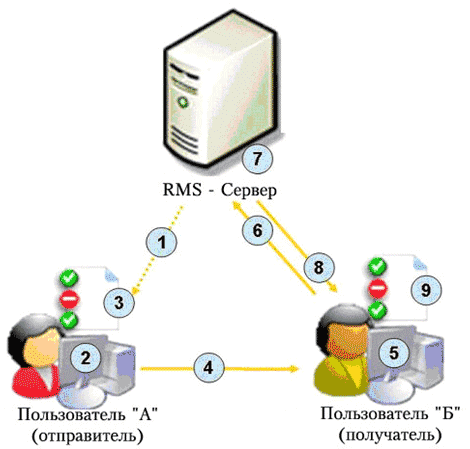 7
RMS - Сервер
1
6
8
3
9
2
4
5
Пользователь "А"
(отправитель)
Пользователь "Б"
(получатель)